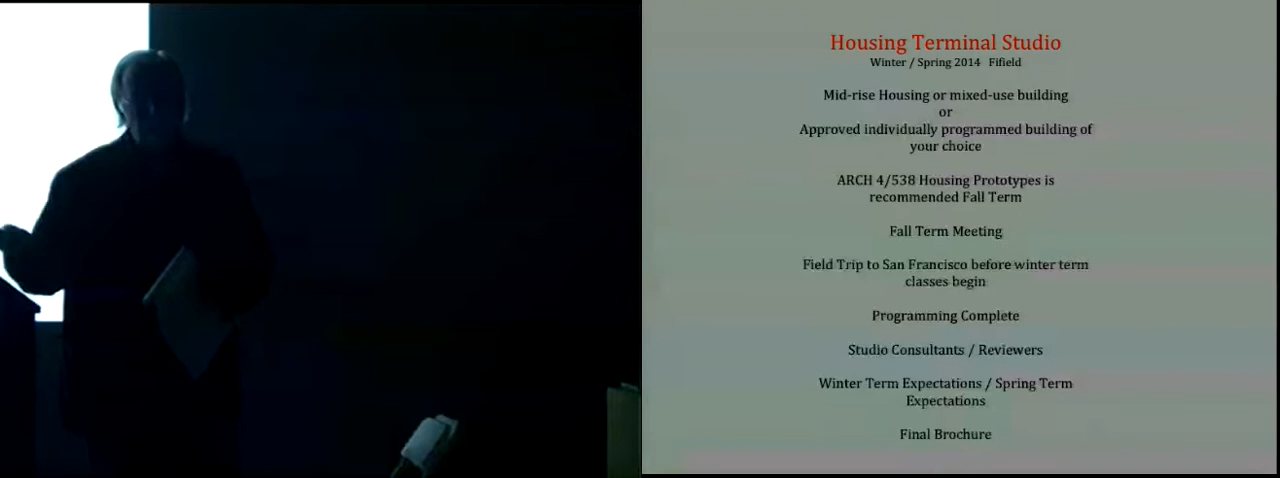 Housing Terminal Studio
Winter / Spring 2014 Fifield
Mid-rise Housing or mixed-use building
or
Approved individually programmed building of
your choice
ARCH 4/538 Housing Prototypes is
recommended Fall Term
Fall Term Meeting
Field Trip to San Francisco before winter term
classes begin
Programming Complete
Studio Consultants / Reviewers
Winter Term Expectations / Spring Term
Expectations
Final Brochure